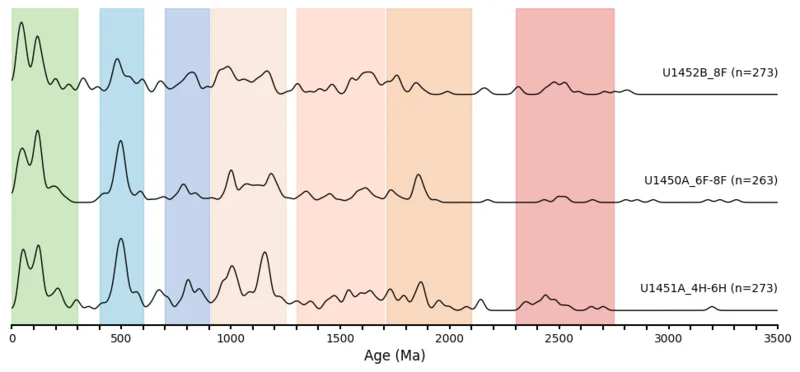 U1452B_8F (n=273)
U1450A_6F-8F (n=263)
U1451A_4H-6H (n=273)
0 500 1000 1500 2000 2500 3000 3500
Age (Ma)